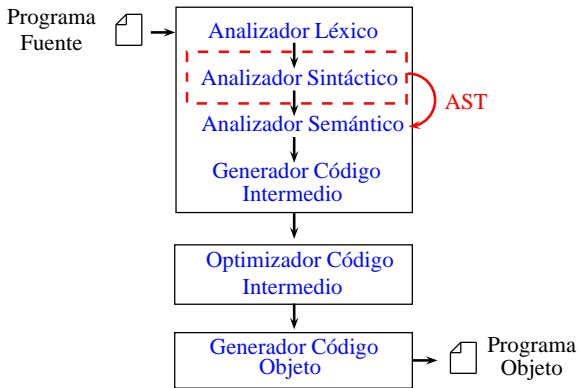 Programa
Fuente
Analizador Léxico
Analizador Sintáctico
AST
Analizador Semántico
Generador Código
Intermedio
Optimizador Código
Intermedio
Generador Código
Objeto
Programa
Objeto